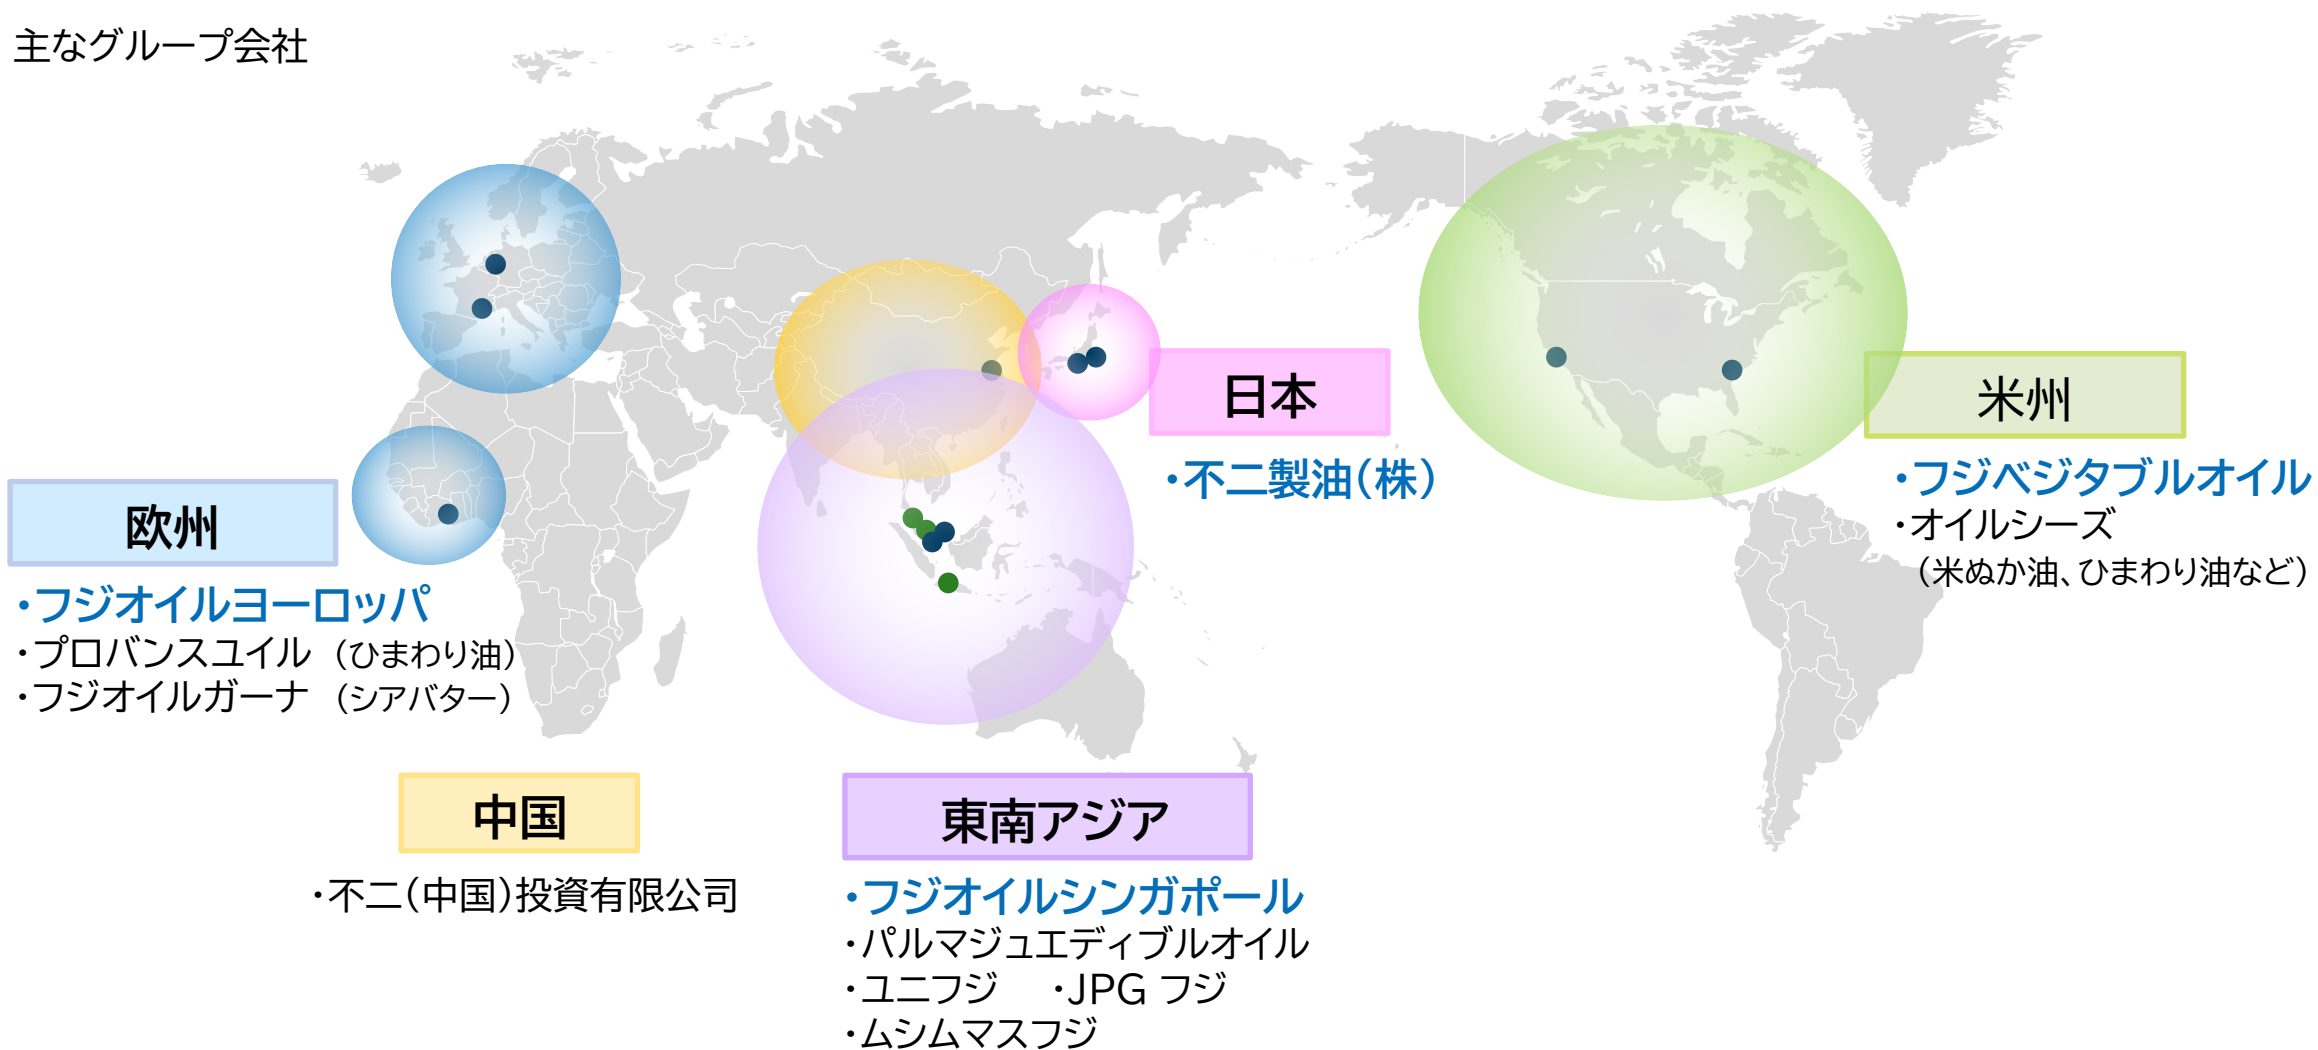 主なグループ会社
欧州
・フジオイルヨーロッパ
・プロバンスユイル（ひまわり油）
・フジオイルガーナ（シアバター）
中国
・不二（中国）投資有限公司
東南アジア
・フジオイルシンガポール
・パルマジュエディブルオイル
・ユニフジ ・JPG フジ
・ムシムマスフジ
日本
・不二製油（株）
米州
・フジベジタブルオイル
・オイルシーズ
（米ぬか油、ひまわり油など）